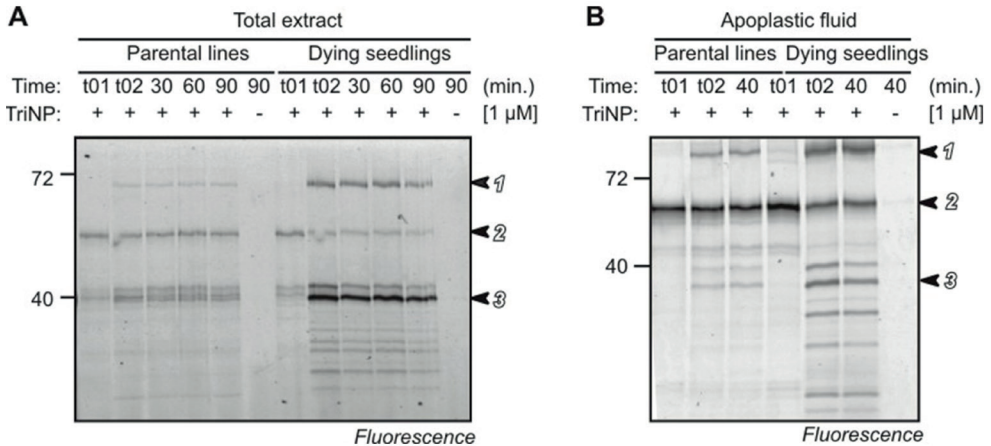 A
Total extract
Parental lines Dying seedlings
Time: t01 t02 30 60 90 90 t01 t02 30 60 90 90 (min.)
TriNP: + + + + + - + + + + + - [1 µM]
72
40
1
2
3
Fluorescence
B
Apoplastic fluid
Parental lines Dying seedlings
Time: t01 t02 40 t01 t02 40 40 (min.)
TriNP: + + + + + + - [1 µM]
72
40
1
2
3
Fluorescence